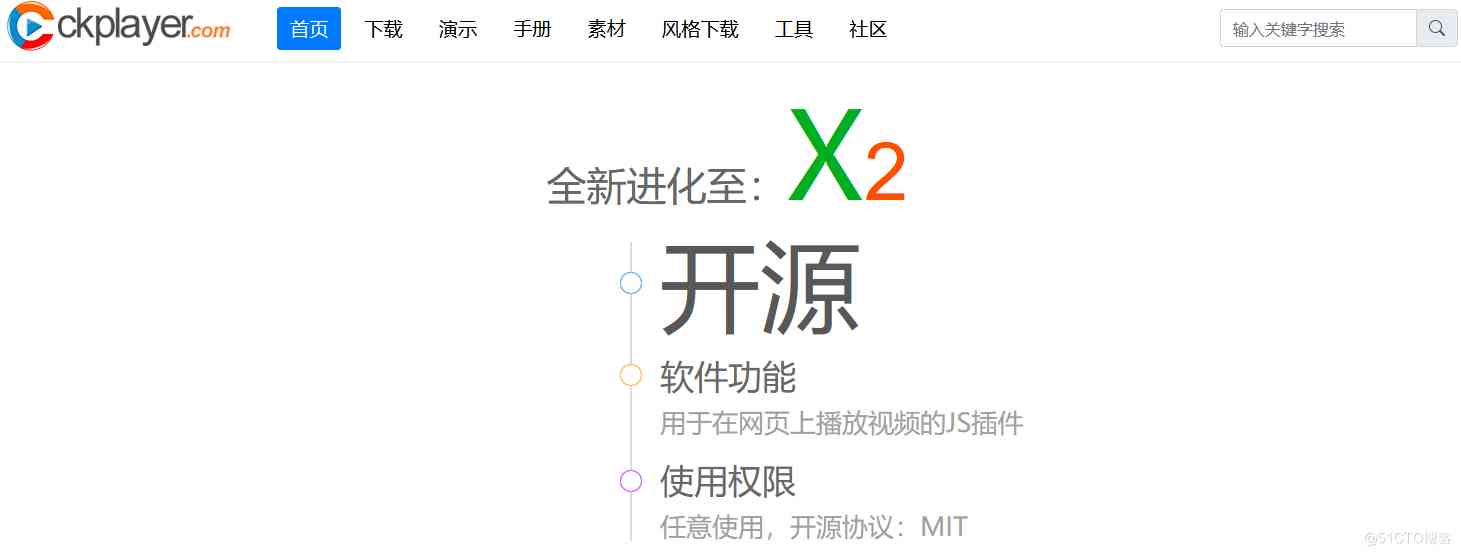 ckplayer.com 首页 下载 演示 手册 素材 风格下载 工具 社区 输入关键字搜索
全新进化至：X2
开源
软件功能
用于在网页上播放视频的JS插件
使用权限
任意使用，开源协议：MIT
@51CTO博客